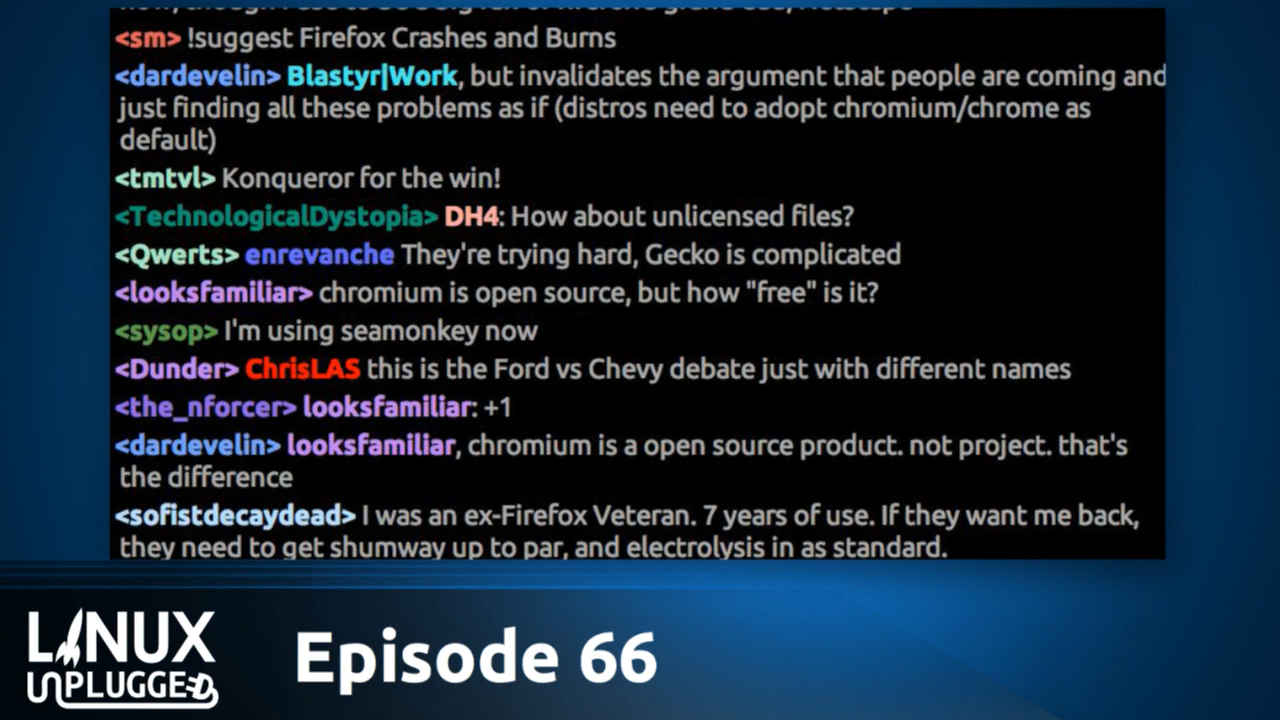 <sm> !suggest Firefox Crashes and Burns
<dardevelin> Blastyr|Work, but invalidates the argument that people are coming and
just finding all these problems as if (distros need to adopt chromium/chrome as
default)
<tmtvl> Konqueror for the win!
<TechnologicalDystopia> DH4: How about unlicensed files?
<Qwerts> enrevanche They're trying hard, Gecko is complicated
<looksfamiliar> chromium is open source, but how "free" is it?
<sysop> I'm using seamonkey now
<Dunder> ChrisLAS this is the Ford vs Chevy debate just with different names
<the_nforcer> looksfamiliar: +1
<dardevelin> looksfamiliar, chromium is a open source product. not project. that's
the difference
<sofistdecaydead> I was an ex-Firefox Veteran. 7 years of use. If they want me back,
they need to get shumway up to par, and electrolysis in as standard.
LINUX
UNPLUGGED
Episode 66